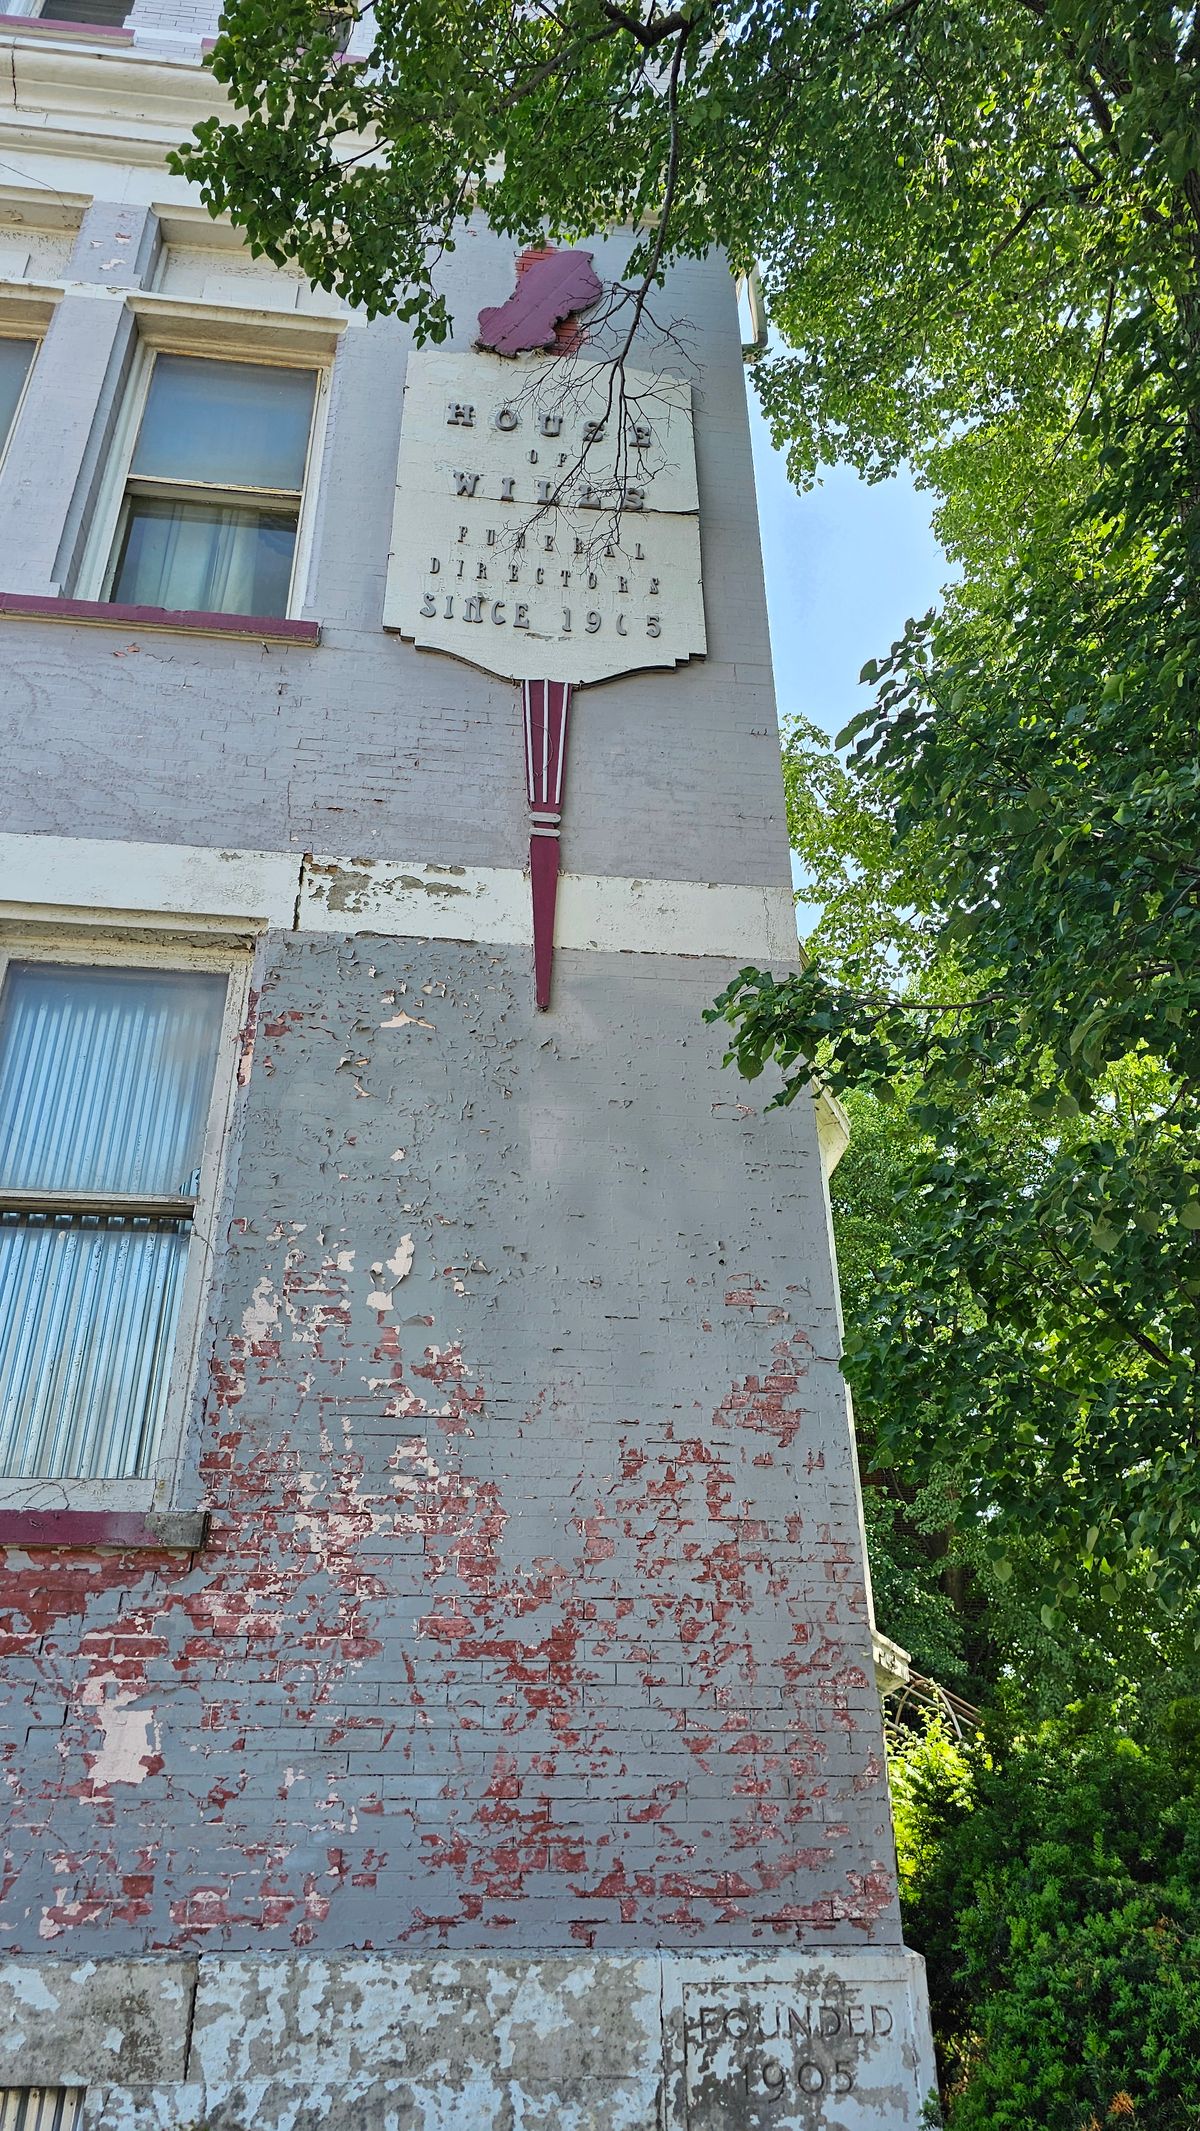 HOUSE
OF
WILLS
FUNERAL
DIRECTORS
SINCE 1905
FOUNDED
1905